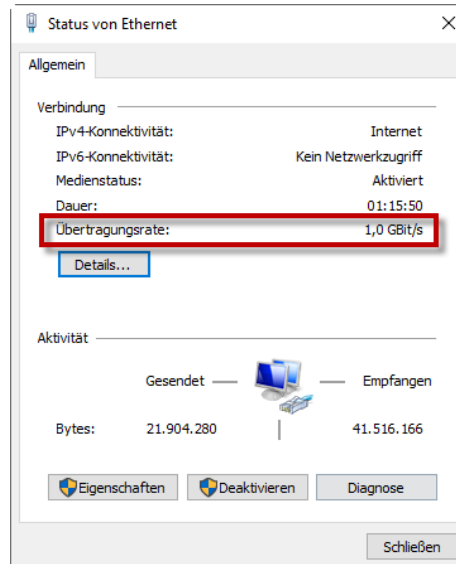 Status von Ethernet
Allgemein
Verbindung
IPv4-Konnektivität: Internet
IPv6-Konnektivität: Kein Netzwerkzugriff
Medienstatus: Aktiviert
Dauer: 01:15:50
Übertragungsrate: 1,0 GBit/s
Details...
Aktivität
Gesendet Empfangen
Bytes: 21.904.280 41.516.166
Eigenschaften Deaktivieren Diagnose
Schließen